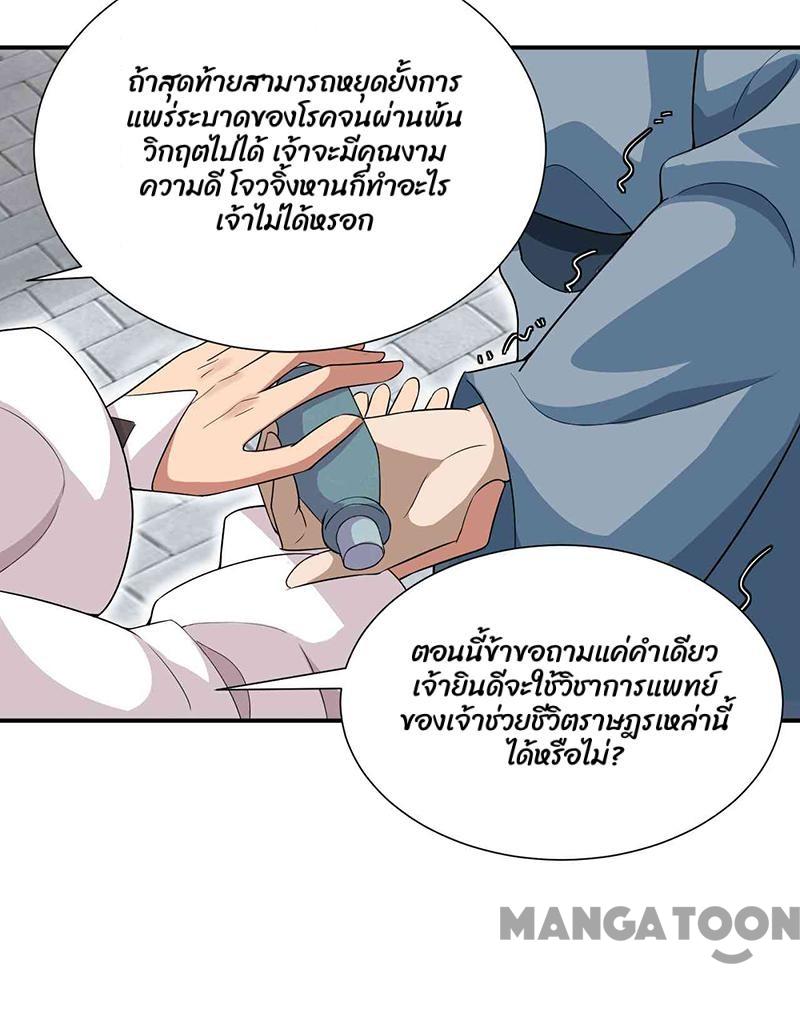 ถ้าสุดท้ายสามารถหยุดยั้งการ
แพร่ระบาดของโรคจนผ่านพ้น
วิกฤตไปได้ เจ้าจะมีคุณงาม
ความดี โจวจิ้งหานก็ทำอะไร
เจ้าไม่ได้หรอก
ตอนนี้ข้าขอถามแค่คำเดียว
เจ้ายินดีจะใช้วิชาการแพทย์
ของเจ้าช่วยชีวิตราษฎรเหล่านี้
ได้หรือไม่?
MANGATOON